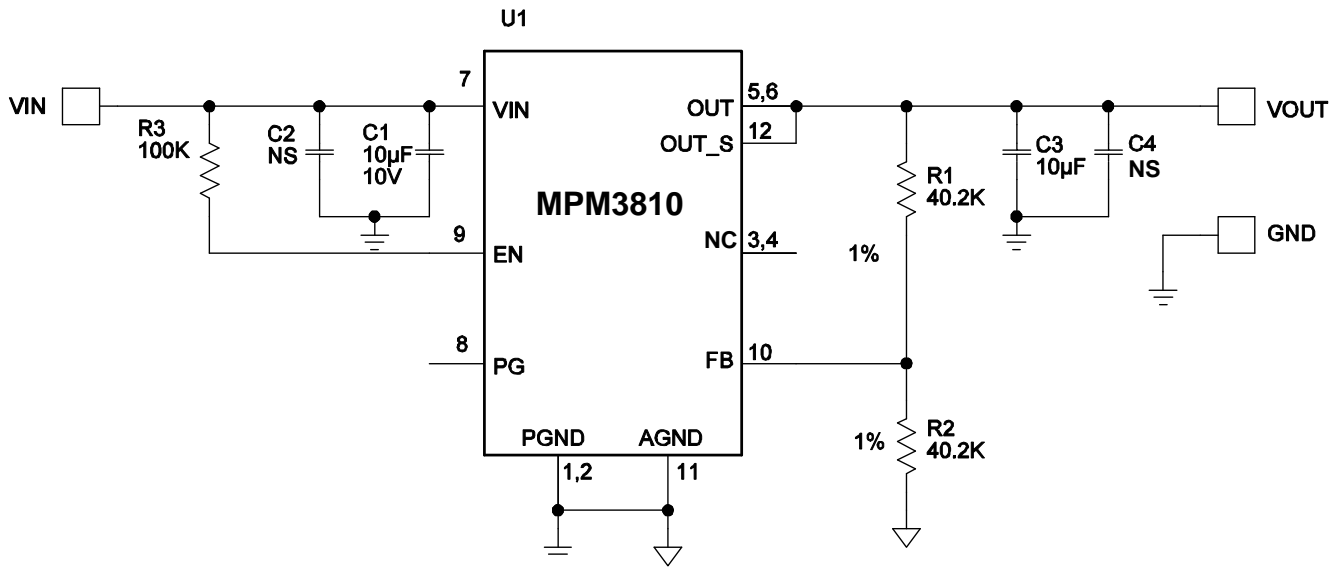 U1
VIN
7
VIN
R3
100K
C2
NS
C1
10µF
10V
9
EN
8
PG
MPM3810
PGND
1,2
AGND
11
OUT
5,6
OUT_S
12
NC
3,4
FB
10
R1
40.2K
1%
R2
40.2K
1%
C3
10µF
C4
NS
VOUT
GND